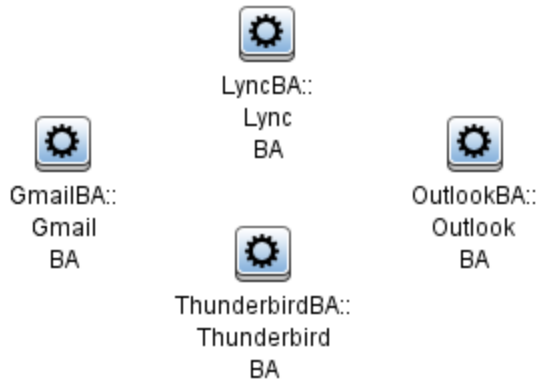 LyncBA::
Lync
BA
GmailBA::
Gmail
BA
OutlookBA::
Outlook
BA
ThunderbirdBA::
Thunderbird
BA